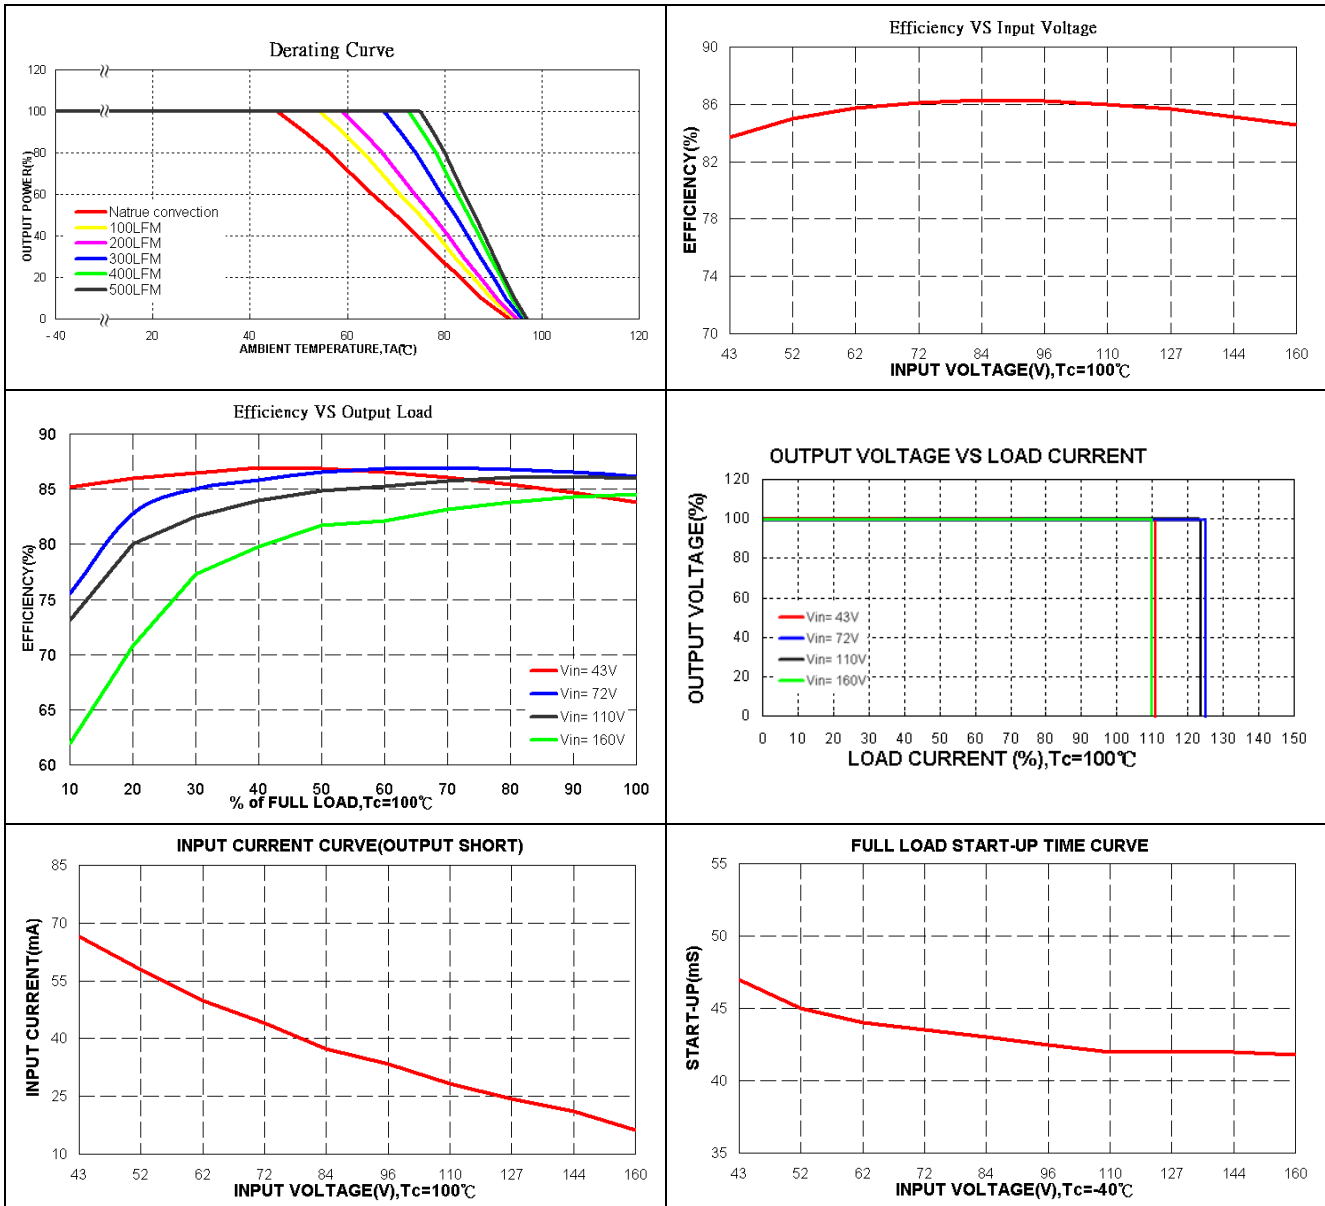 Derating Curve
OUTPUT POWER(%)
120
100
80
60
40
20
0
Natrue convection
100LFM
200LFM
300LFM
400LFM
500LFM
-40 20 40 60 80 100 120
AMBIENT TEMPERATURE,TA(℃)
Efficiency VS Input Voltage
EFFICIENCY(%)
90
86
82
78
74
70
43 52 62 72 84 96 110 127 144 160
INPUT VOLTAGE(V),Tc=100℃
Efficiency VS Output Load
EFFICIENCY(%)
90
85
80
75
70
65
60
Vin= 43V
Vin= 72V
Vin= 110V
Vin= 160V
10 20 30 40 50 60 70 80 90 100
% of FULL LOAD,Tc=100℃
OUTPUT VOLTAGE VS LOAD CURRENT
OUTPUT VOLTAGE(%)
120
100
80
60
40
20
0
Vin= 43V
Vin= 72V
Vin= 110V
Vin= 160V
0 10 20 30 40 50 60 70 80 90 100 110 120 130 140 150
LOAD CURRENT (%),Tc=100℃
INPUT CURRENT CURVE(OUTPUT SHORT)
INPUT CURRENT(mA)
85
70
55
40
25
10
43 52 62 72 84 96 110 127 144 160
INPUT VOLTAGE(V),Tc=100℃
FULL LOAD START-UP TIME CURVE
START-UP(mS)
55
50
45
40
35
43 52 62 72 84 96 110 127 144 160
INPUT VOLTAGE(V),Tc=-40℃